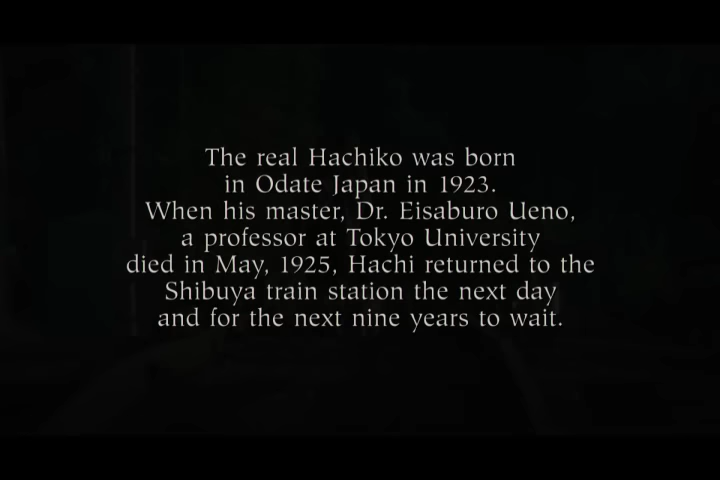 The real Hachiko was born
in Odate Japan in 1923.
When his master, Dr. Eisaburo Ueno,
a professor at Tokyo University
died in May, 1925, Hachi returned to the
Shibuya train station the next day
and for the next nine years to wait.